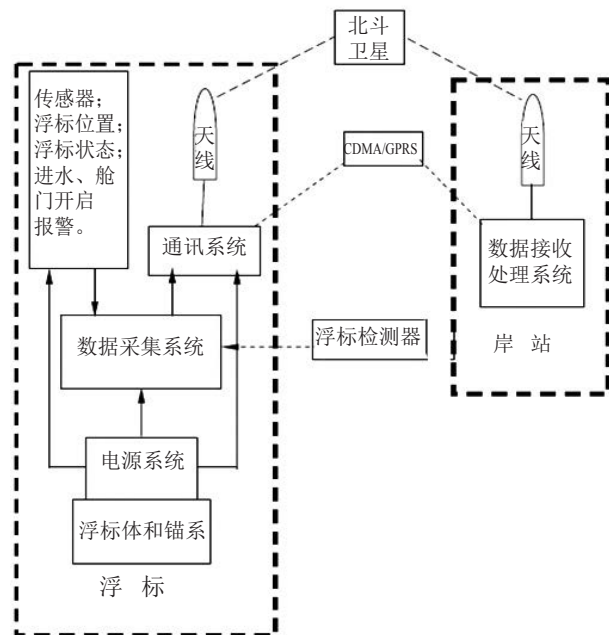 北斗
卫星
传感器；
浮标位置；
浮标状态；
进水、舱
门开启
报警。
天
线
天
线
CDMA/GPRS
通讯系统
数据接收
处理系统
数据采集系统
浮标检测器
岸 站
电源系统
浮标体和锚系
浮 标